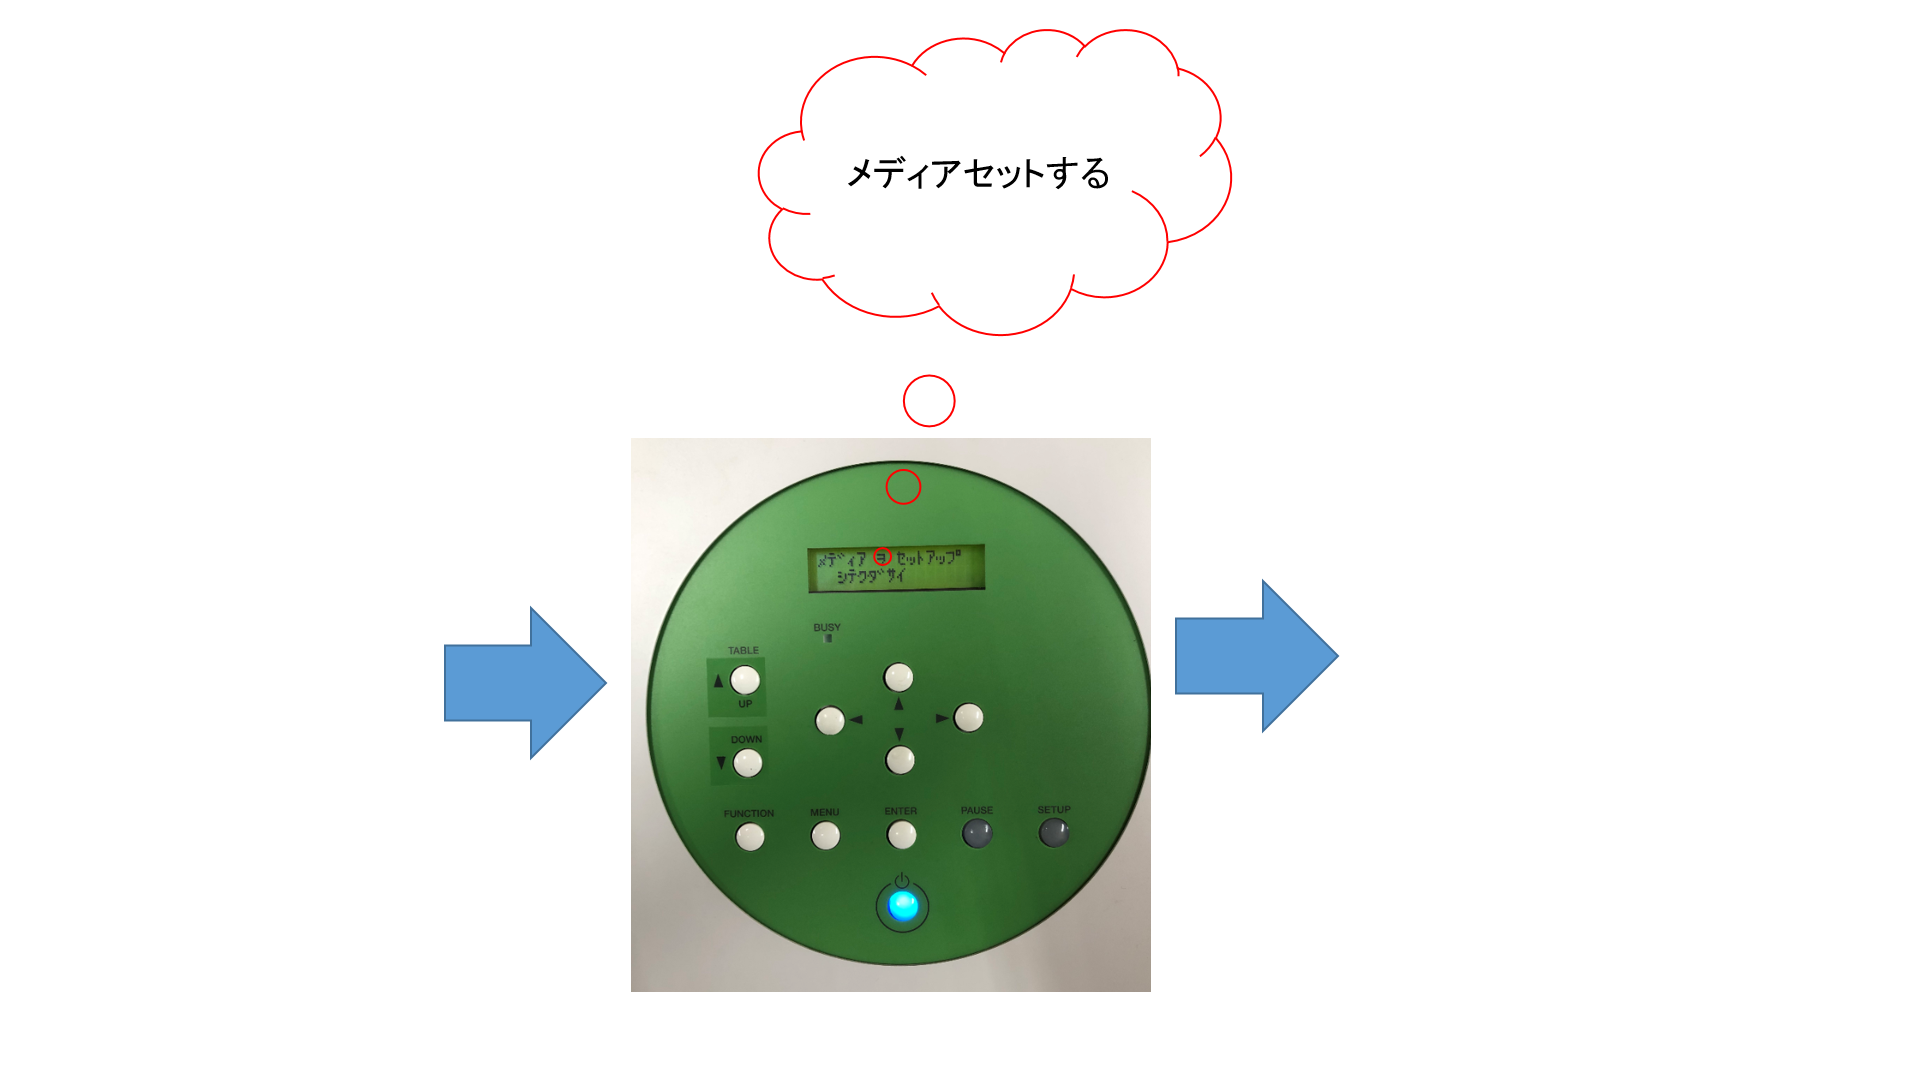 メディアセットする
メディア ヲ セットアップ
シテクダサイ
BUSY
TABLE
UP
DOWN
FUNCTION
MENU
ENTER
PAUSE
SETUP